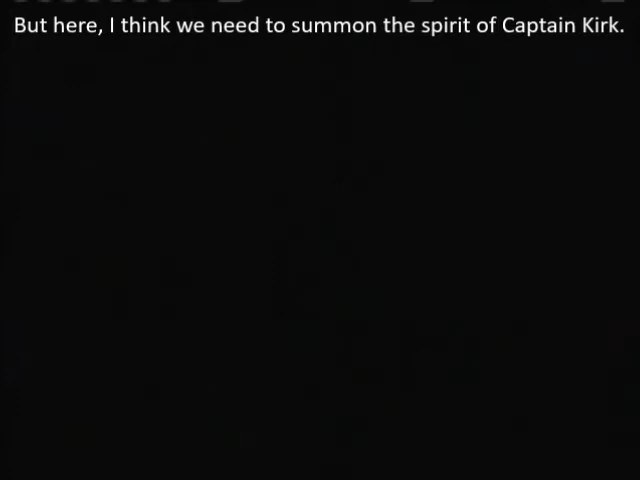 But here, I think we need to summon the spirit of Captain Kirk.